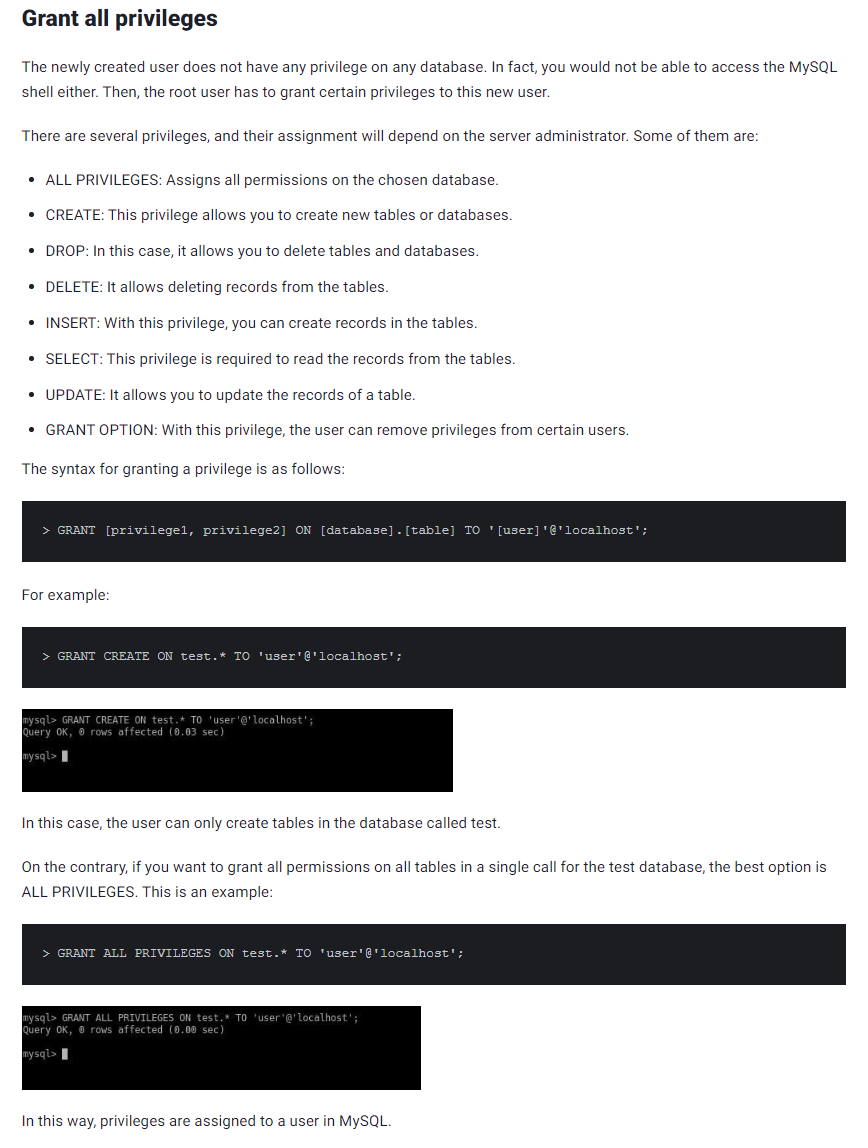 Grant all privileges
The newly created user does not have any privilege on any database. In fact, you would not be able to access the MySQL
shell either. Then, the root user has to grant certain privileges to this new user.
There are several privileges, and their assignment will depend on the server administrator. Some of them are:
• ALL PRIVILEGES: Assigns all permissions on the chosen database.
• CREATE: This privilege allows you to create new tables or databases.
• DROP: In this case, it allows you to delete tables and databases.
• DELETE: It allows deleting records from the tables.
• INSERT: With this privilege, you can create records in the tables.
• SELECT: This privilege is required to read the records from the tables.
• UPDATE: It allows you to update the records of a table.
• GRANT OPTION: With this privilege, the user can remove privileges from certain users.
The syntax for granting a privilege is as follows:
> GRANT [privilege1, privilege2] ON [database].[table] TO '[user]'@'localhost';
For example:
> GRANT CREATE ON test.* TO 'user'@'localhost';
mysql> GRANT CREATE ON test.* TO 'user'@'localhost';
Query OK, 0 rows affected (0.03 sec)
mysql>
In this case, the user can only create tables in the database called test.
On the contrary, if you want to grant all permissions on all tables in a single call for the test database, the best option is
ALL PRIVILEGES. This is an example:
> GRANT ALL PRIVILEGES ON test.* TO 'user'@'localhost';
mysql> GRANT ALL PRIVILEGES ON test.* TO 'user'@'localhost';
Query OK, 0 rows affected (0.00 sec)
mysql>
In this way, privileges are assigned to a user in MySQL.